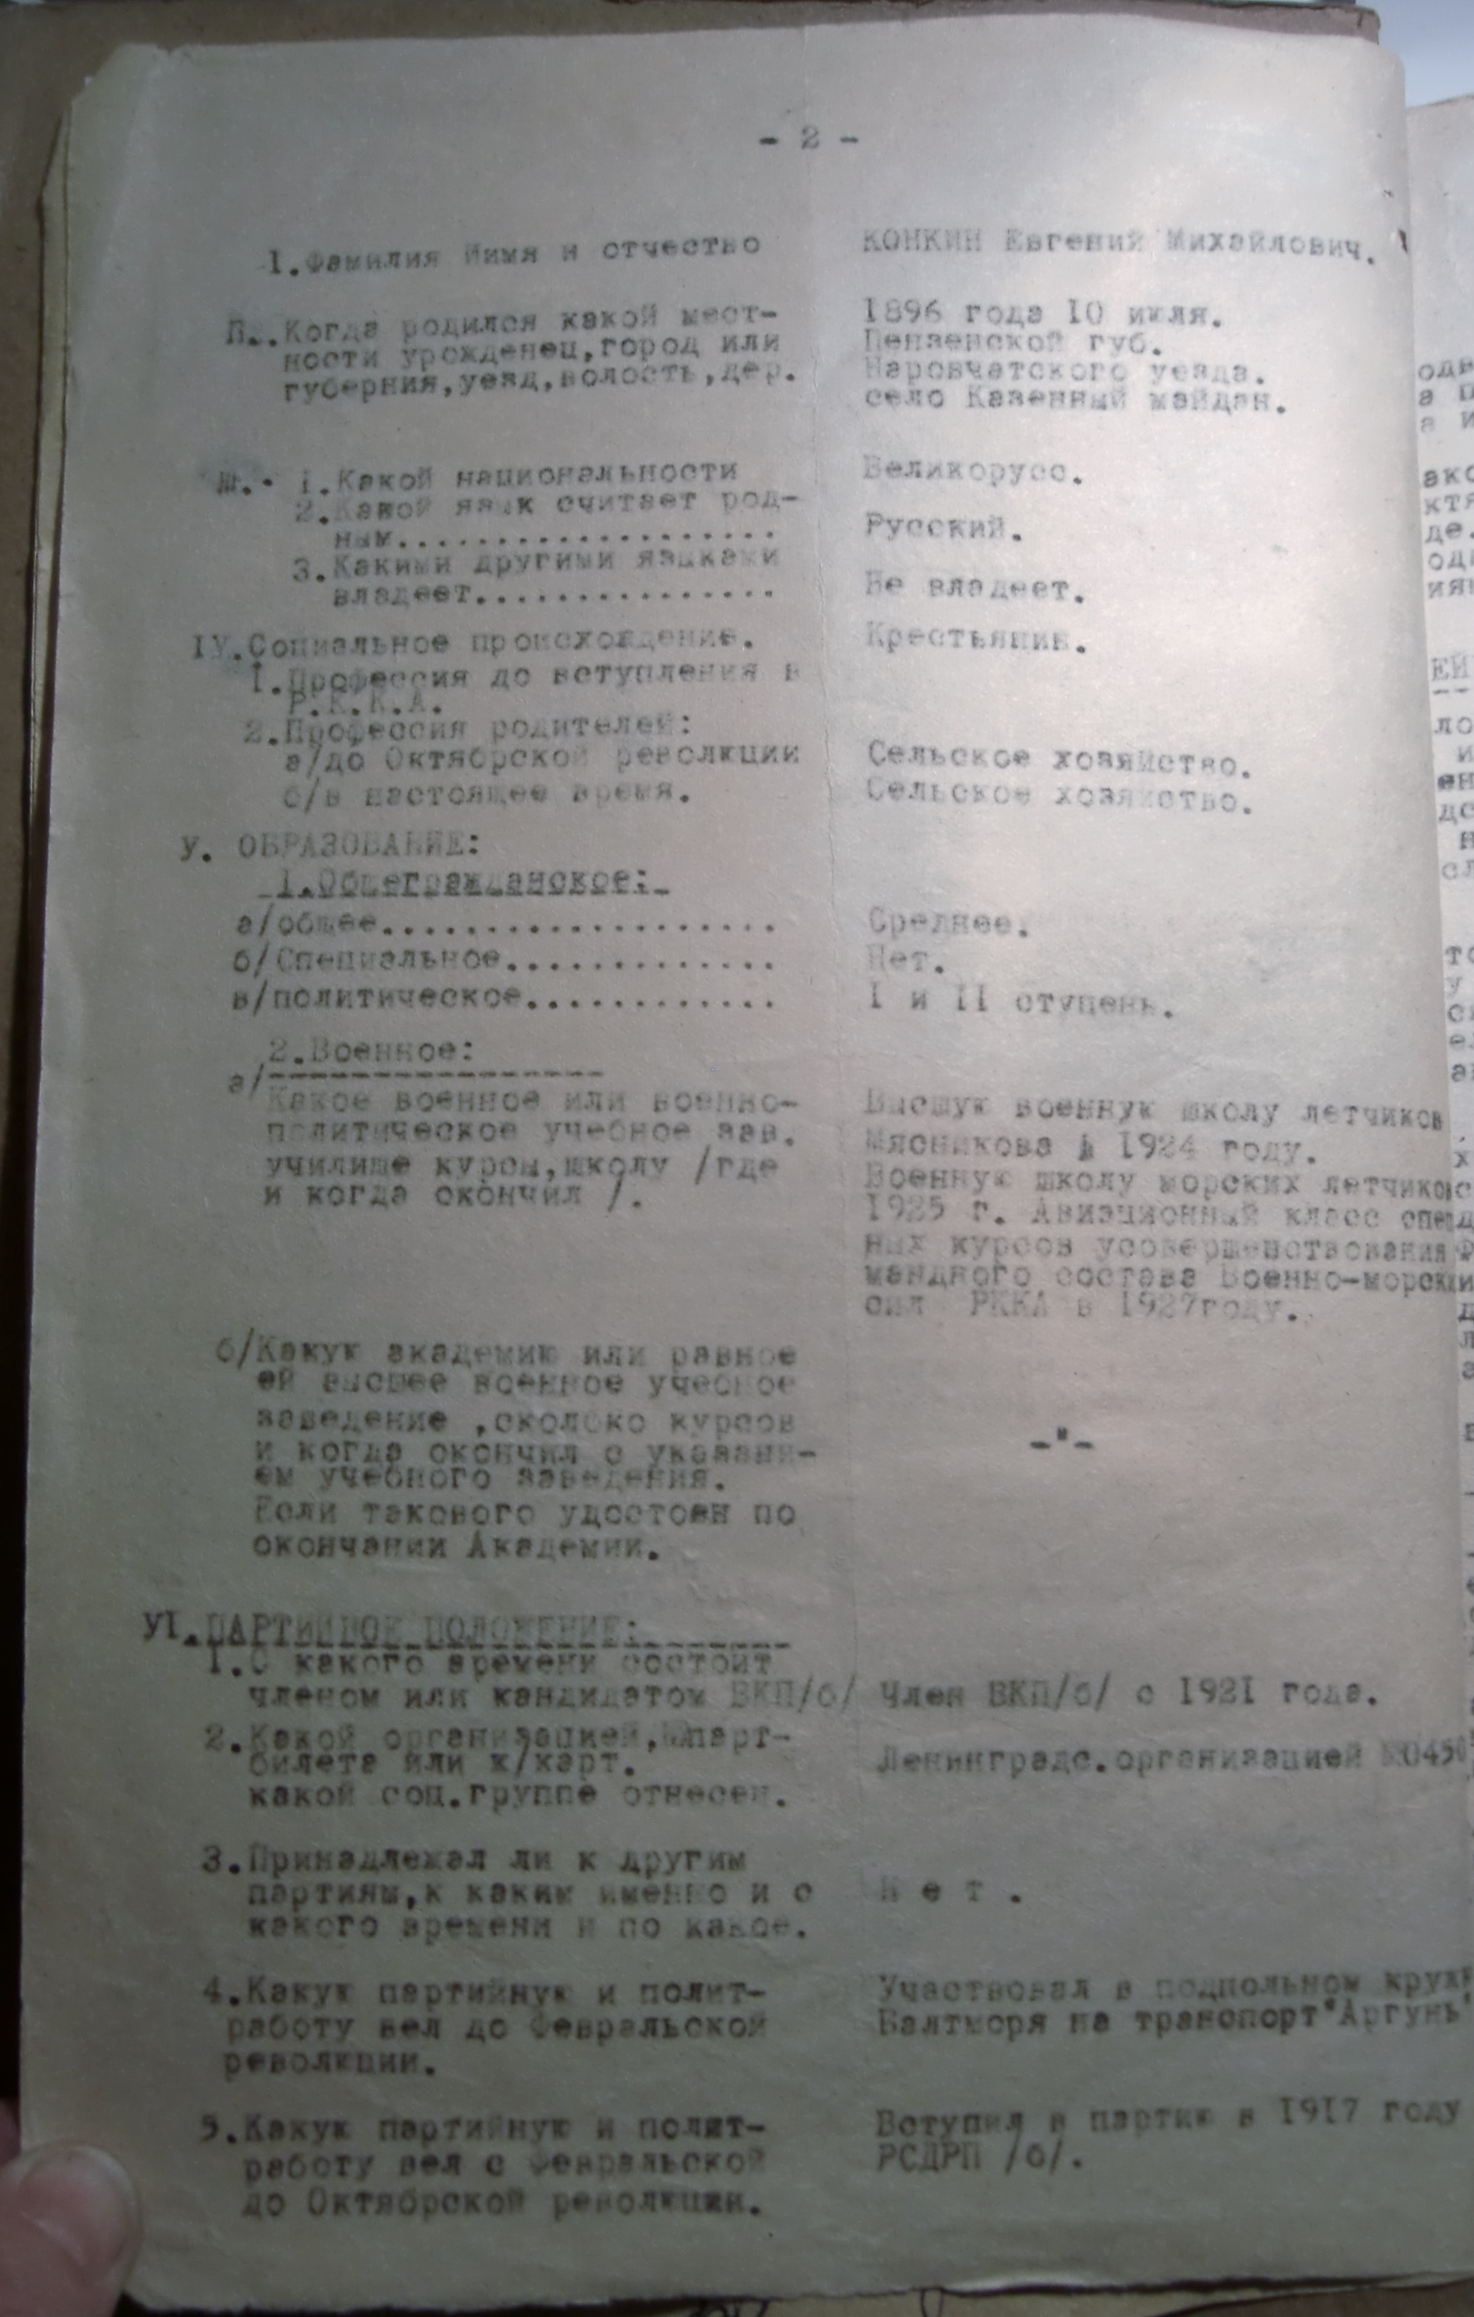 - 2 -
1.Фамилия Иимя и отчество КОНКИН Евгений Михайлович.
П..Когда родился какой мест- 1896 года 10 июля.
ности урожденец,город или Пензенской губ.
губерния,уезд,волость,дер. Наровчатского уезда.
село Казенный майдан.
Ш.. 1.Какой национальности Великорусс.
2.Какой язык считает род-
ным................... Русский.
3.Какими другими языками
владеет............... Не владеет.
IУ.Социальное происхождение. Крестьянин.
1.Профессия до вступления в
Р.К.К.А.
2.Профессия родителей:
а/до Октябрской революции Сельское хозяйство.
б/в настоящее время. Сельское хозяйство.
У. ОБРАЗОВАНИЕ:
1.Общегражданское:
а/общее.................... Среднее.
б/Специальное.............. Нет.
в/политическое............. I и II ступень.
2.Военное:
а/
Какое военное или военно- Высшую военную школу летчиков
политическое учебное зав. Мясникова в 1924 году.
училище курсы,школу /где Военную школу морских летчиков
и когда окончил /. 1925 г. Авиационный класс спец
ных курсов усовершенствования
мандного состава Военно-морски
сил РККА в 1927году.
б/Какую академию или равное
ей высшее военное учебное
заведение ,сколоко курсов
и когда окончил с указани- -"-
ем учебного заведения.
Если такового удостоен по
окончании Академии.
УI.ПАРТИЙНОЕ ПОЛОЖЕНИЕ:
1.С какого времени состоит
членом или кандидатом ВКП/б/ Член ВКП/б/ с 1921 года.
2.Какой организацией,№парт-
билета или к/карт. Ленинградс.организацией №045
какой соц.группе отнесен.
3.Принадлежал ли к другим
партиям,к каким именно и с Н е т .
какого времени и по какое.
4.Какую партийную и полит- Участвовал в подпольном круж
работу вел до Февральской Балтморя на транспорт"Аргунь"
революции.
5.Какую партийную и полит- Вступил в партию в 1917 году
работу вел с Февральской РСДРП /б/.
до Октябрской революции.